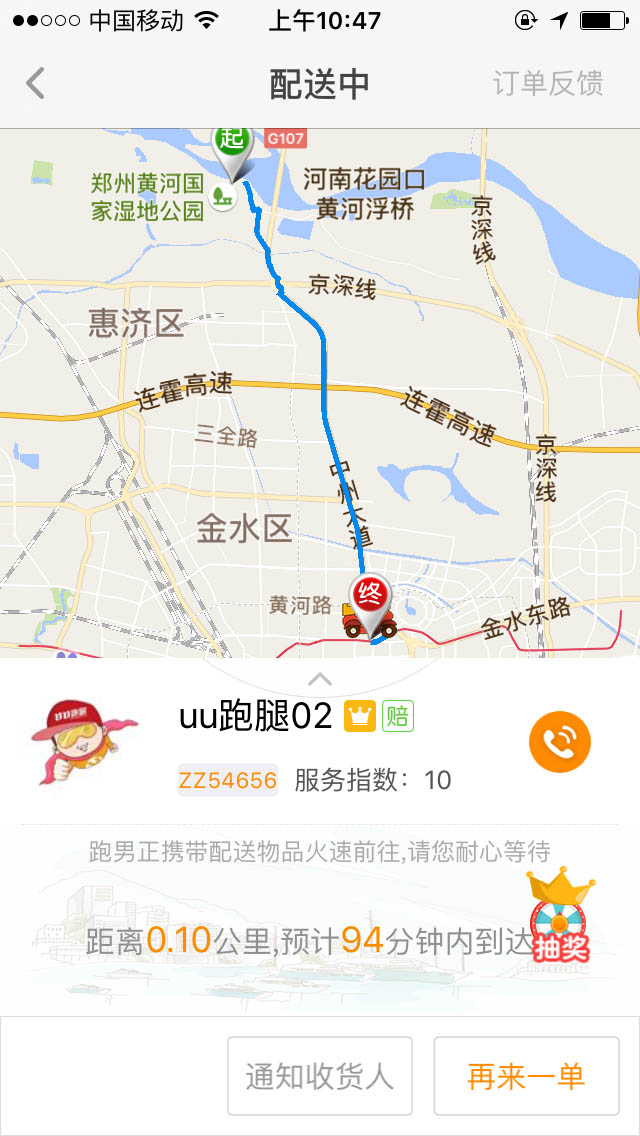 中国移动
上午10:47
配送中
订单反馈
起
G107
郑州黄河国
家湿地公园
河南花园口
黄河浮桥
京深线
京深线
惠济区
连霍高速
连霍高速
三全路
京深线
中州大道
金水区
终
黄河路
金水东路
uu跑腿
uu跑腿02
赔
ZZ54656
服务指数：10
跑男正携带配送物品火速前往,请您耐心等待
距离0.10公里,预计94分钟内到达
抽奖
通知收货人
再来一单